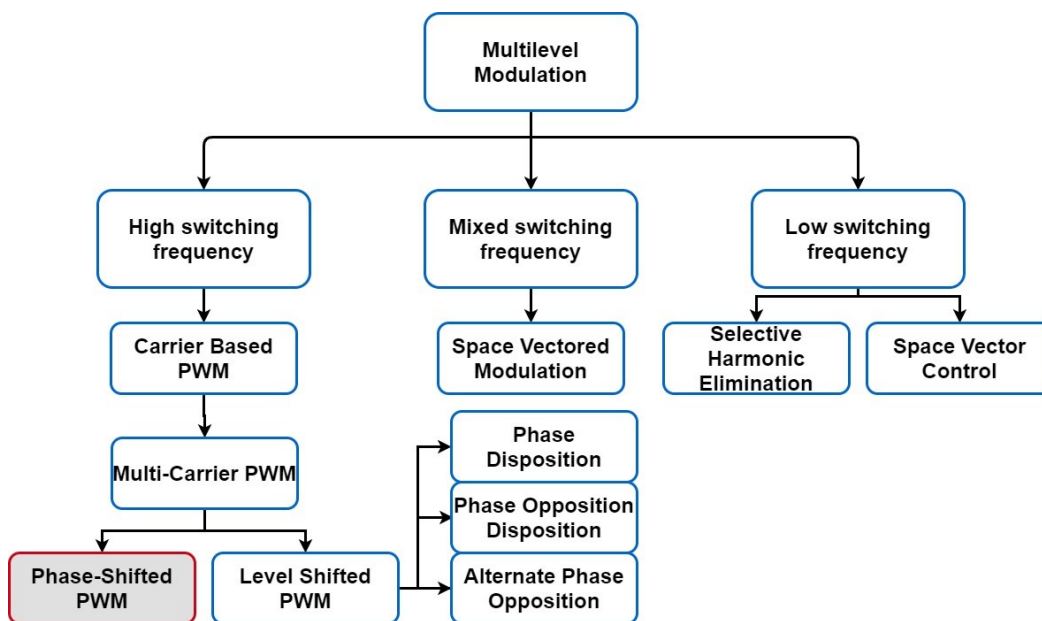 Multilevel
Modulation
High switching
frequency
Mixed switching
frequency
Low switching
frequency
Carrier Based
PWM
Space Vectored
Modulation
Selective
Harmonic
Elimination
Space Vector
Control
Multi-Carrier PWM
Phase
Disposition
Phase Opposition
Disposition
Phase-Shifted
PWM
Level Shifted
PWM
Alternate Phase
Opposition